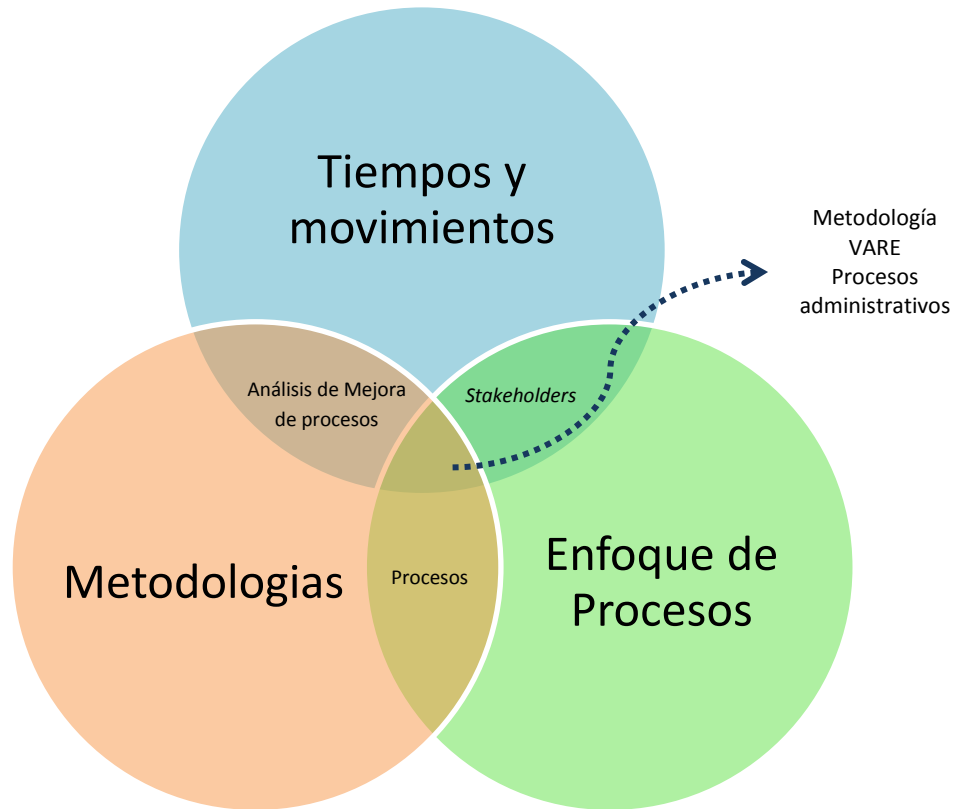 Tiempos y
movimientos
Metodología
VARE
Procesos
administrativos
Análisis de Mejora
de procesos
Stakeholders
Metodologias
Procesos
Enfoque de
Procesos